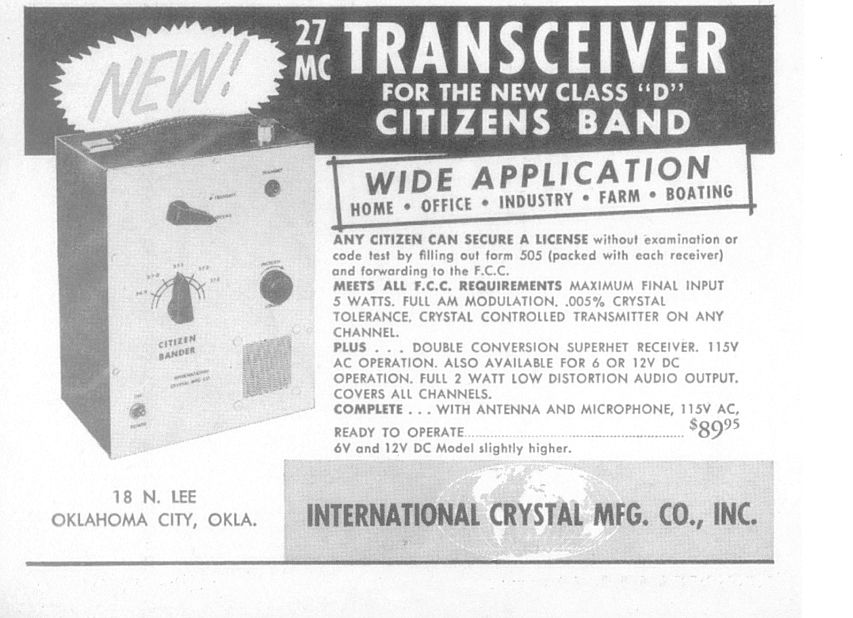 NEW!
27
MC
TRANSCEIVER
FOR THE NEW CLASS "D"
CITIZENS BAND
WIDE APPLICATION
HOME • OFFICE • INDUSTRY • FARM • BOATING
TRANSMIT
CITIZEN
BANDER
INTERNATIONAL
CRYSTAL MFG CO.
POWER
ANY CITIZEN CAN SECURE A LICENSE without examination or
code test by filling out form 505 (packed with each receiver)
and forwarding to the F.C.C.
MEETS ALL F.C.C. REQUIREMENTS MAXIMUM FINAL INPUT
5 WATTS. FULL AM MODULATION. .005% CRYSTAL
TOLERANCE. CRYSTAL CONTROLLED TRANSMITTER ON ANY
CHANNEL.
PLUS . . . DOUBLE CONVERSION SUPERHET RECEIVER. 115V
AC OPERATION. ALSO AVAILABLE FOR 6 OR 12V DC
OPERATION. FULL 2 WATT LOW DISTORTION AUDIO OUTPUT.
COVERS ALL CHANNELS.
COMPLETE . . . WITH ANTENNA AND MICROPHONE, 115V AC,
READY TO OPERATE.................................................. $89.95
6V and 12V DC Model slightly higher.
18 N. LEE
OKLAHOMA CITY, OKLA.
INTERNATIONAL CRYSTAL MFG. CO., INC.